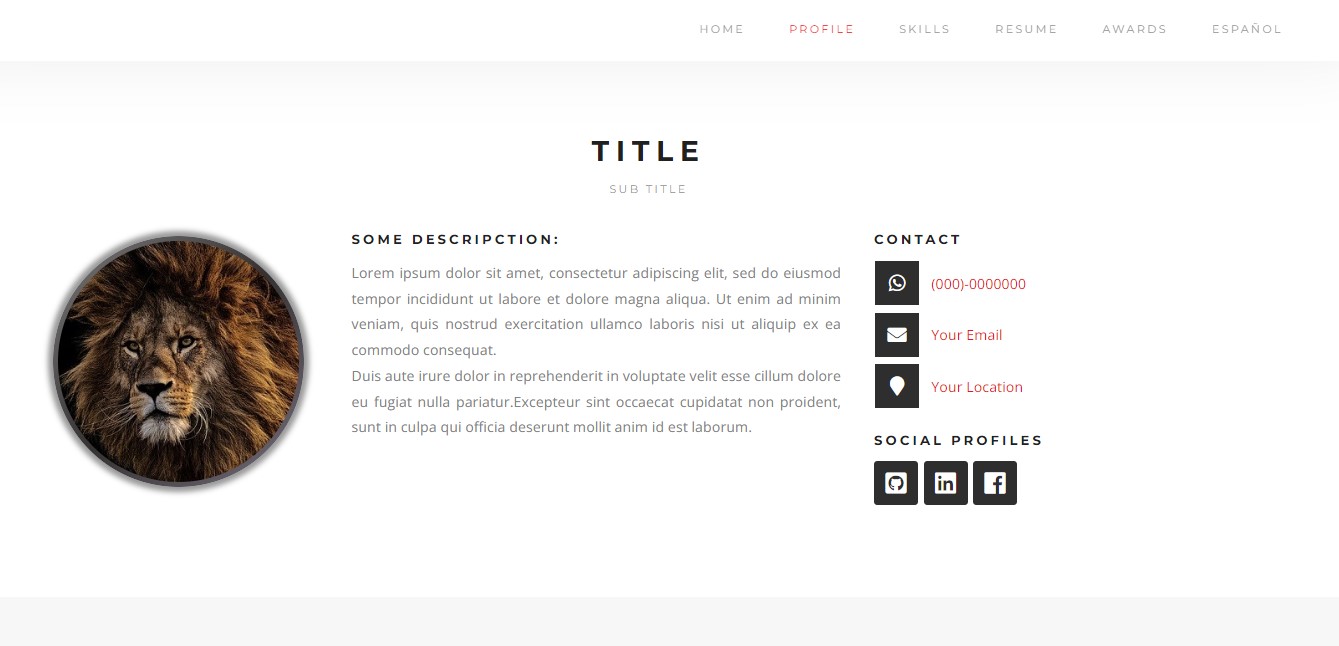 HOME PROFILE SKILLS RESUME AWARDS ESPAÑOL
TITLE
SUB TITLE
SOME DESCRIPCTION:
Lorem ipsum dolor sit amet, consectetur adipiscing elit, sed do eiusmod
tempor incididunt ut labore et dolore magna aliqua. Ut enim ad minim
veniam, quis nostrud exercitation ullamco laboris nisi ut aliquip ex ea
commodo consequat.
Duis aute irure dolor in reprehenderit in voluptate velit esse cillum dolore
eu fugiat nulla pariatur.Excepteur sint occaecat cupidatat non proident,
sunt in culpa qui officia deserunt mollit anim id est laborum.
CONTACT
(000)-0000000
Your Email
Your Location
SOCIAL PROFILES
in